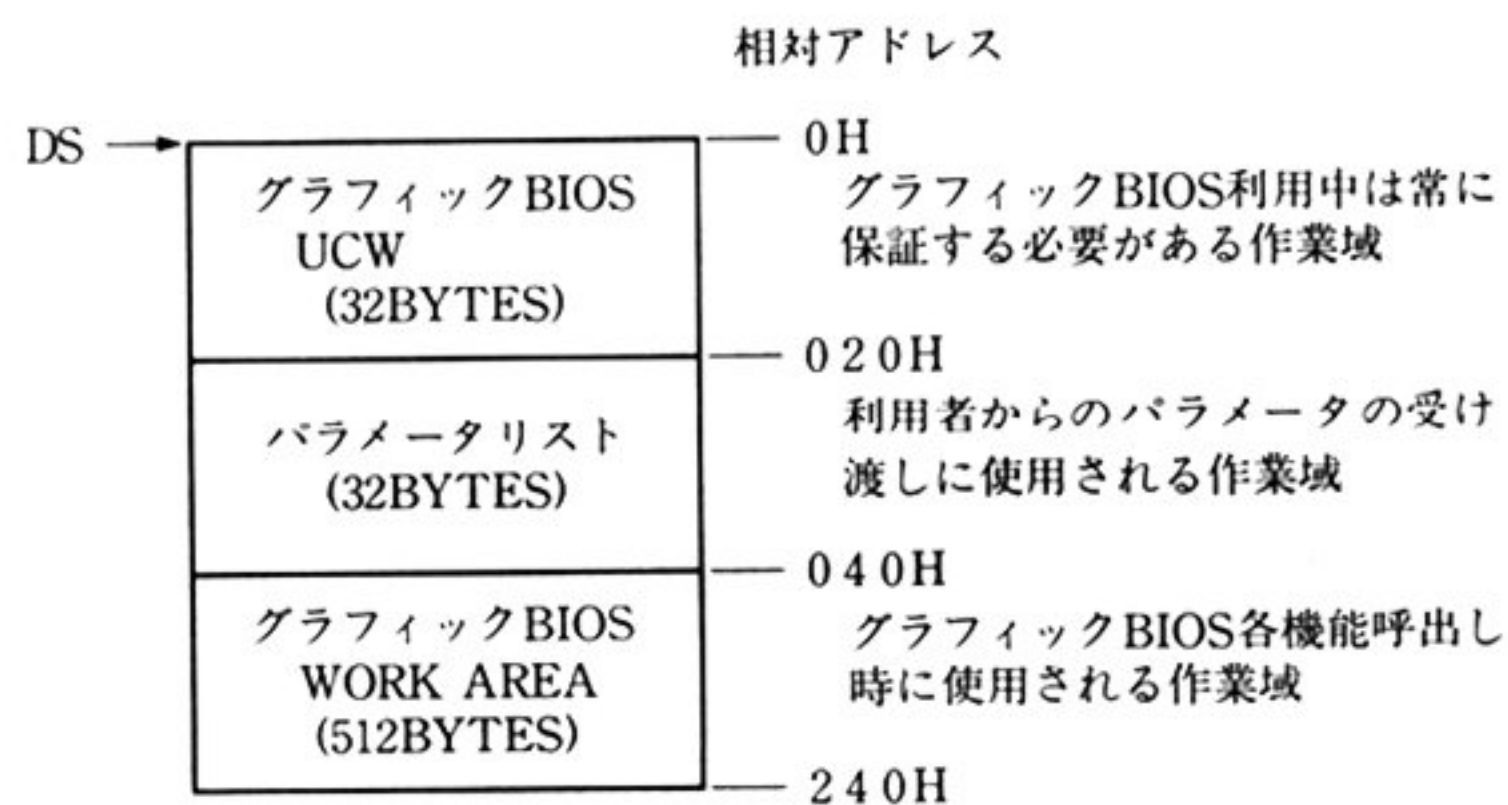 相対アドレス
DS
0H
グラフィックBIOS
UCW
(32BYTES)
グラフィックBIOS利用中は常に
保証する必要がある作業域
020H
パラメータリスト
(32BYTES)
利用者からのパラメータの受け
渡しに使用される作業域
040H
グラフィックBIOS
WORK AREA
(512BYTES)
グラフィックBIOS各機能呼出し
時に使用される作業域
240H